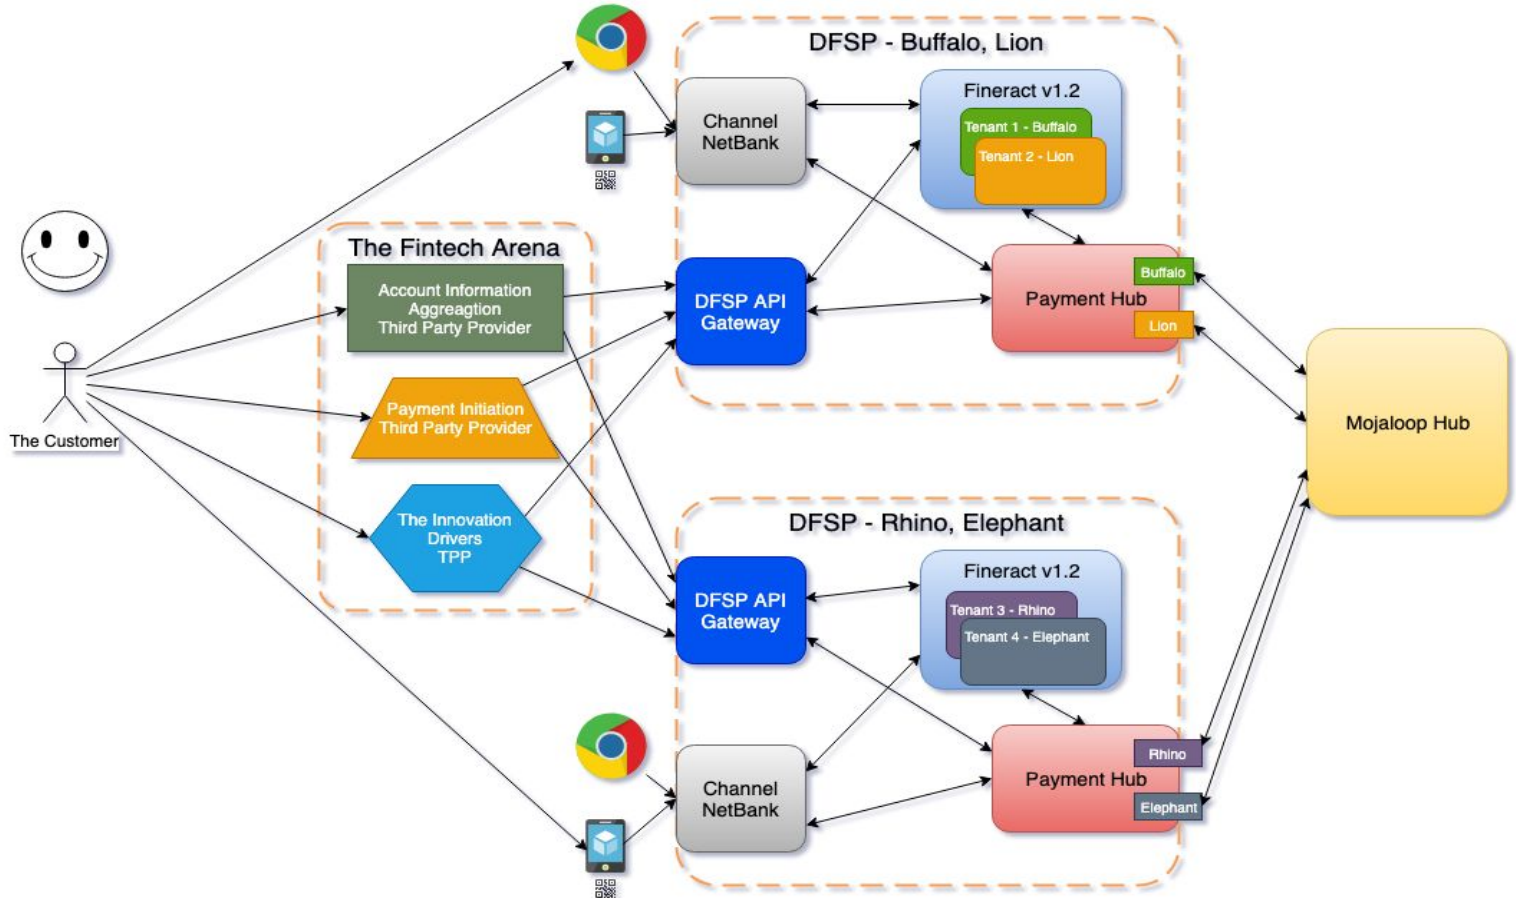 DFSP - Buffalo, Lion
Channel
NetBank
Fineract v1.2
Tenant 1 - Buffalo
Tenant 2 - Lion
The Fintech Arena
Account Information
Aggreagtion
Third Party Provider
Payment Initiation
Third Party Provider
The Innovation
Drivers
TPP
The Customer
DFSP API
Gateway
Payment Hub
Buffalo
Lion
Mojaloop Hub
DFSP - Rhino, Elephant
DFSP API
Gateway
Fineract v1.2
Tenant 3 - Rhino
Tenant 4 - Elephant
Channel
NetBank
Payment Hub
Rhino
Elephant